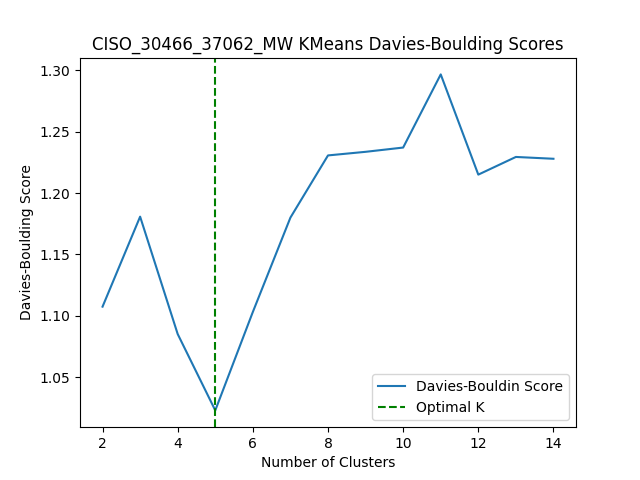 CISO_30466_37062_MW KMeans Davies-Boulding Scores
Davies-Boulding Score
1.30
1.25
1.20
1.15
1.10
1.05
Davies-Bouldin Score
Optimal K
2 4 6 8 10 12 14
Number of Clusters